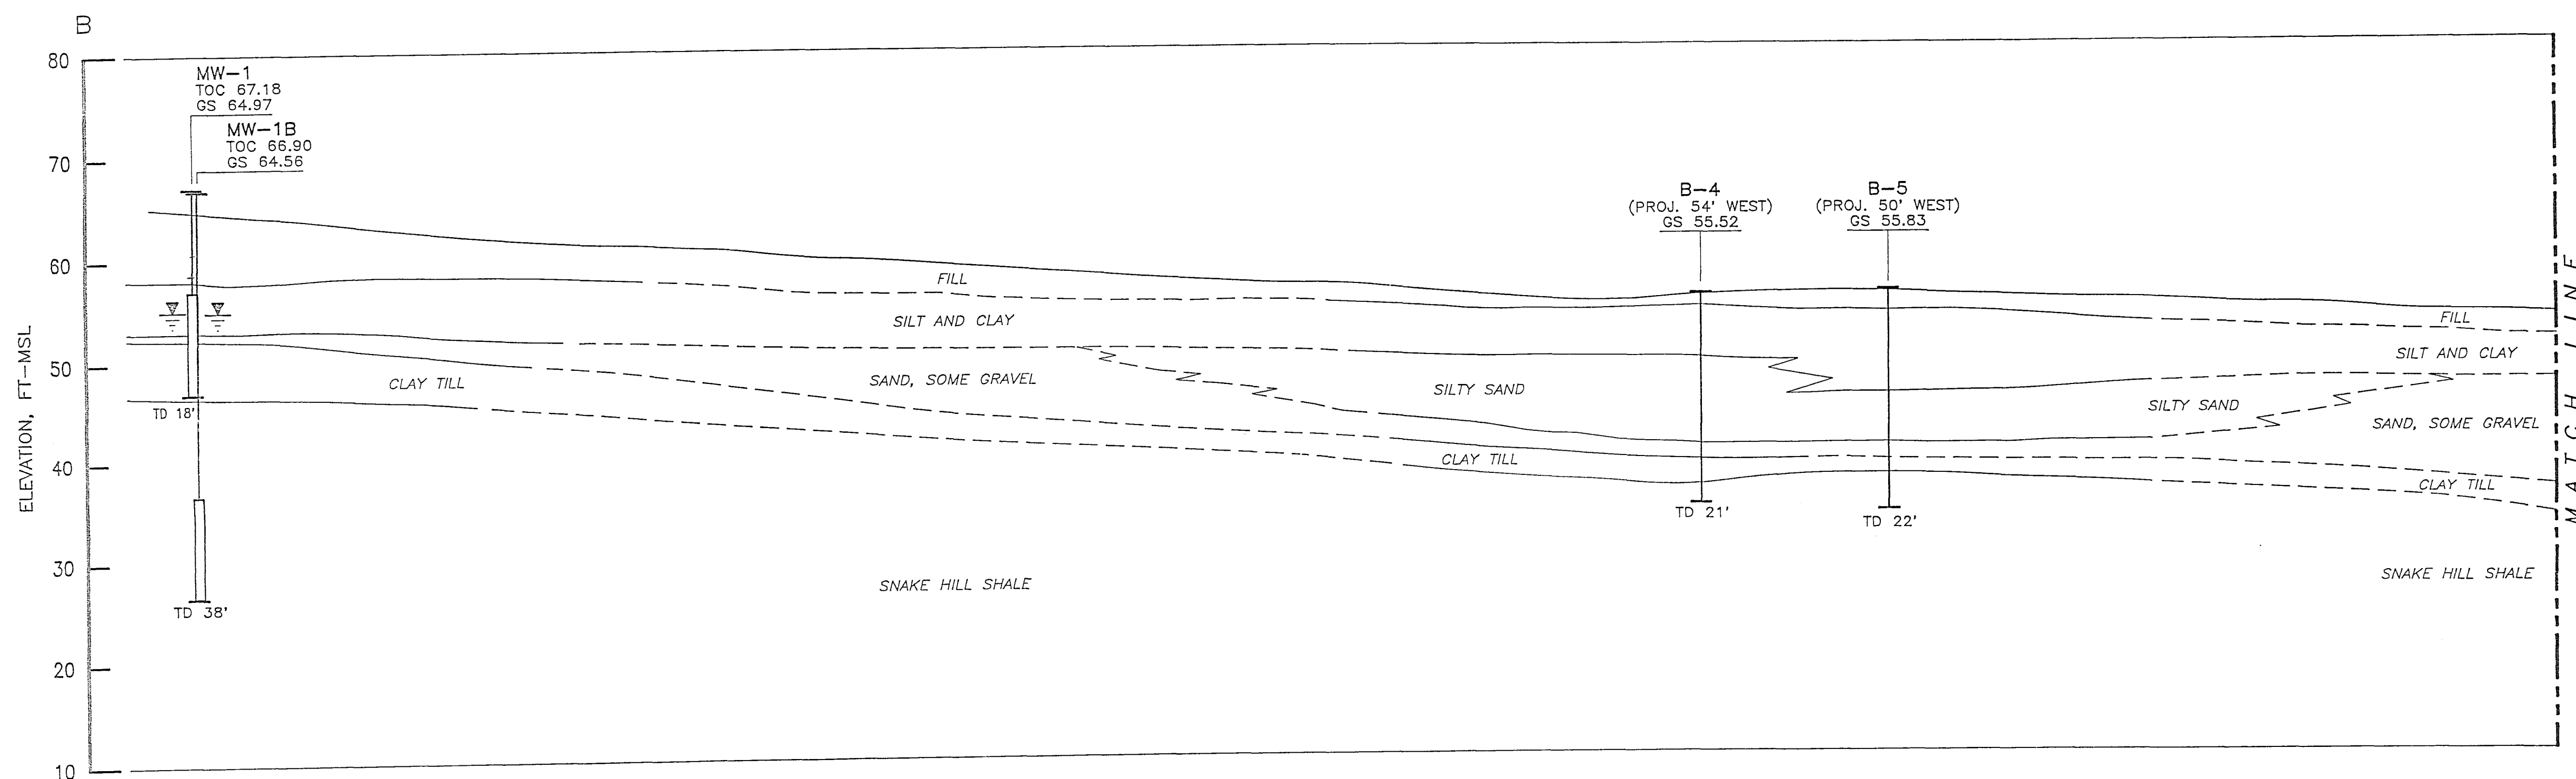 B
80
MW-1
TOC 67.18
GS 64.97
MW-1B
TOC 66.90
GS 64.56
70
B-4
(PROJ. 54' WEST)
GS 55.52
B-5
(PROJ. 50' WEST)
GS 55.83
60
FILL
SILT AND CLAY
FILL
SILT AND CLAY
50
CLAY TILL
SAND, SOME GRAVEL
SILTY SAND
SILTY SAND
SAND, SOME GRAVEL
TD 18'
40
CLAY TILL
CLAY TILL
TD 21'
TD 22'
30
SNAKE HILL SHALE
SNAKE HILL SHALE
TD 38'
20
10
ELEVATION, FT-MSL
MATCH LINE